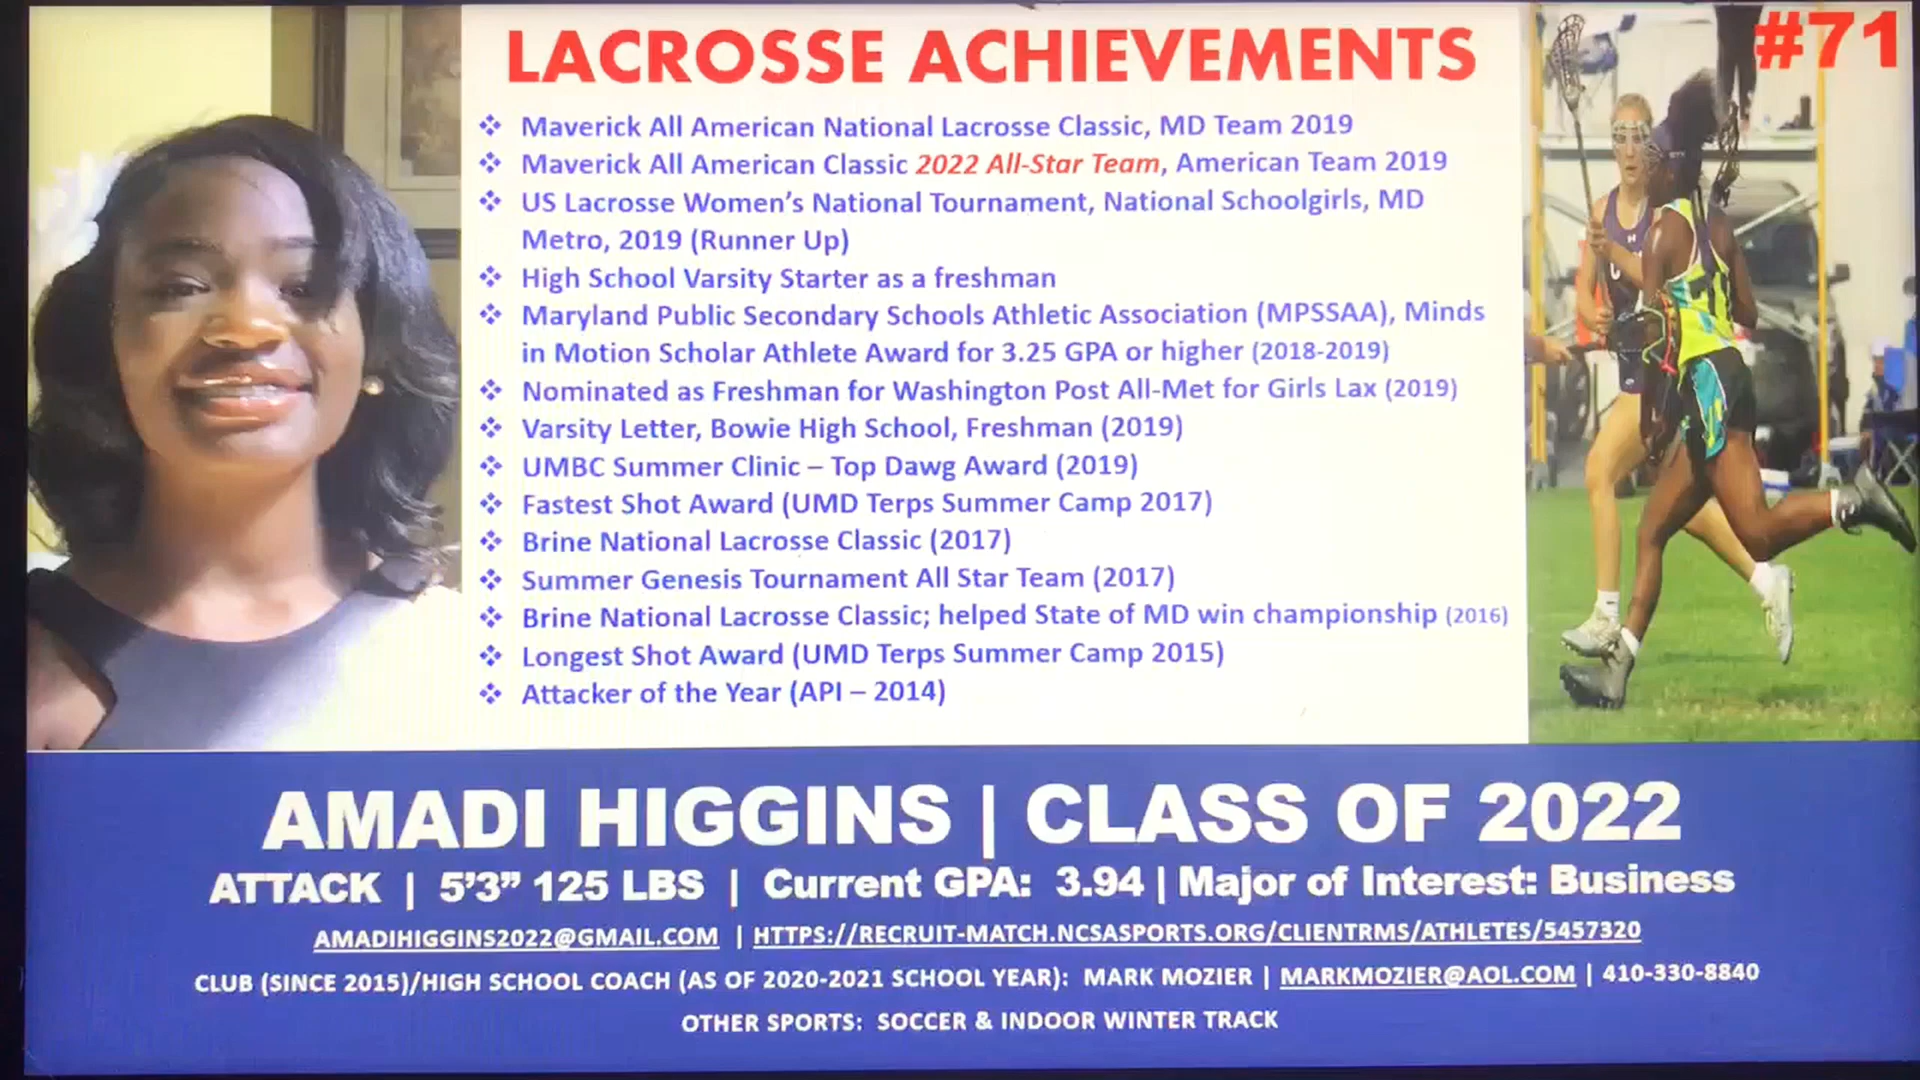 LACROSSE ACHIEVEMENTS
#71
❖ Maverick All American National Lacrosse Classic, MD Team 2019
❖ Maverick All American Classic 2022 All-Star Team, American Team 2019
❖ US Lacrosse Women's National Tournament, National Schoolgirls, MD
Metro, 2019 (Runner Up)
❖ High School Varsity Starter as a freshman
❖ Maryland Public Secondary Schools Athletic Association (MPSSAA), Minds
in Motion Scholar Athlete Award for 3.25 GPA or higher (2018-2019)
❖ Nominated as Freshman for Washington Post All-Met for Girls Lax (2019)
❖ Varsity Letter, Bowie High School, Freshman (2019)
❖ UMBC Summer Clinic – Top Dawg Award (2019)
❖ Fastest Shot Award (UMD Terps Summer Camp 2017)
❖ Brine National Lacrosse Classic (2017)
❖ Summer Genesis Tournament All Star Team (2017)
❖ Brine National Lacrosse Classic; helped State of MD win championship (2016)
❖ Longest Shot Award (UMD Terps Summer Camp 2015)
❖ Attacker of the Year (API – 2014)
AMADI HIGGINS | CLASS OF 2022
ATTACK | 5'3" 125 LBS | Current GPA: 3.94 | Major of Interest: Business
AMADIHIGGINS2022@GMAIL.COM | HTTPS://RECRUIT-MATCH.NCSASPORTS.ORG/CLIENTRMS/ATHLETES/5457320
CLUB (SINCE 2015)/HIGH SCHOOL COACH (AS OF 2020-2021 SCHOOL YEAR): MARK MOZIER | MARKMOZIER@AOL.COM | 410-330-8840
OTHER SPORTS: SOCCER & INDOOR WINTER TRACK